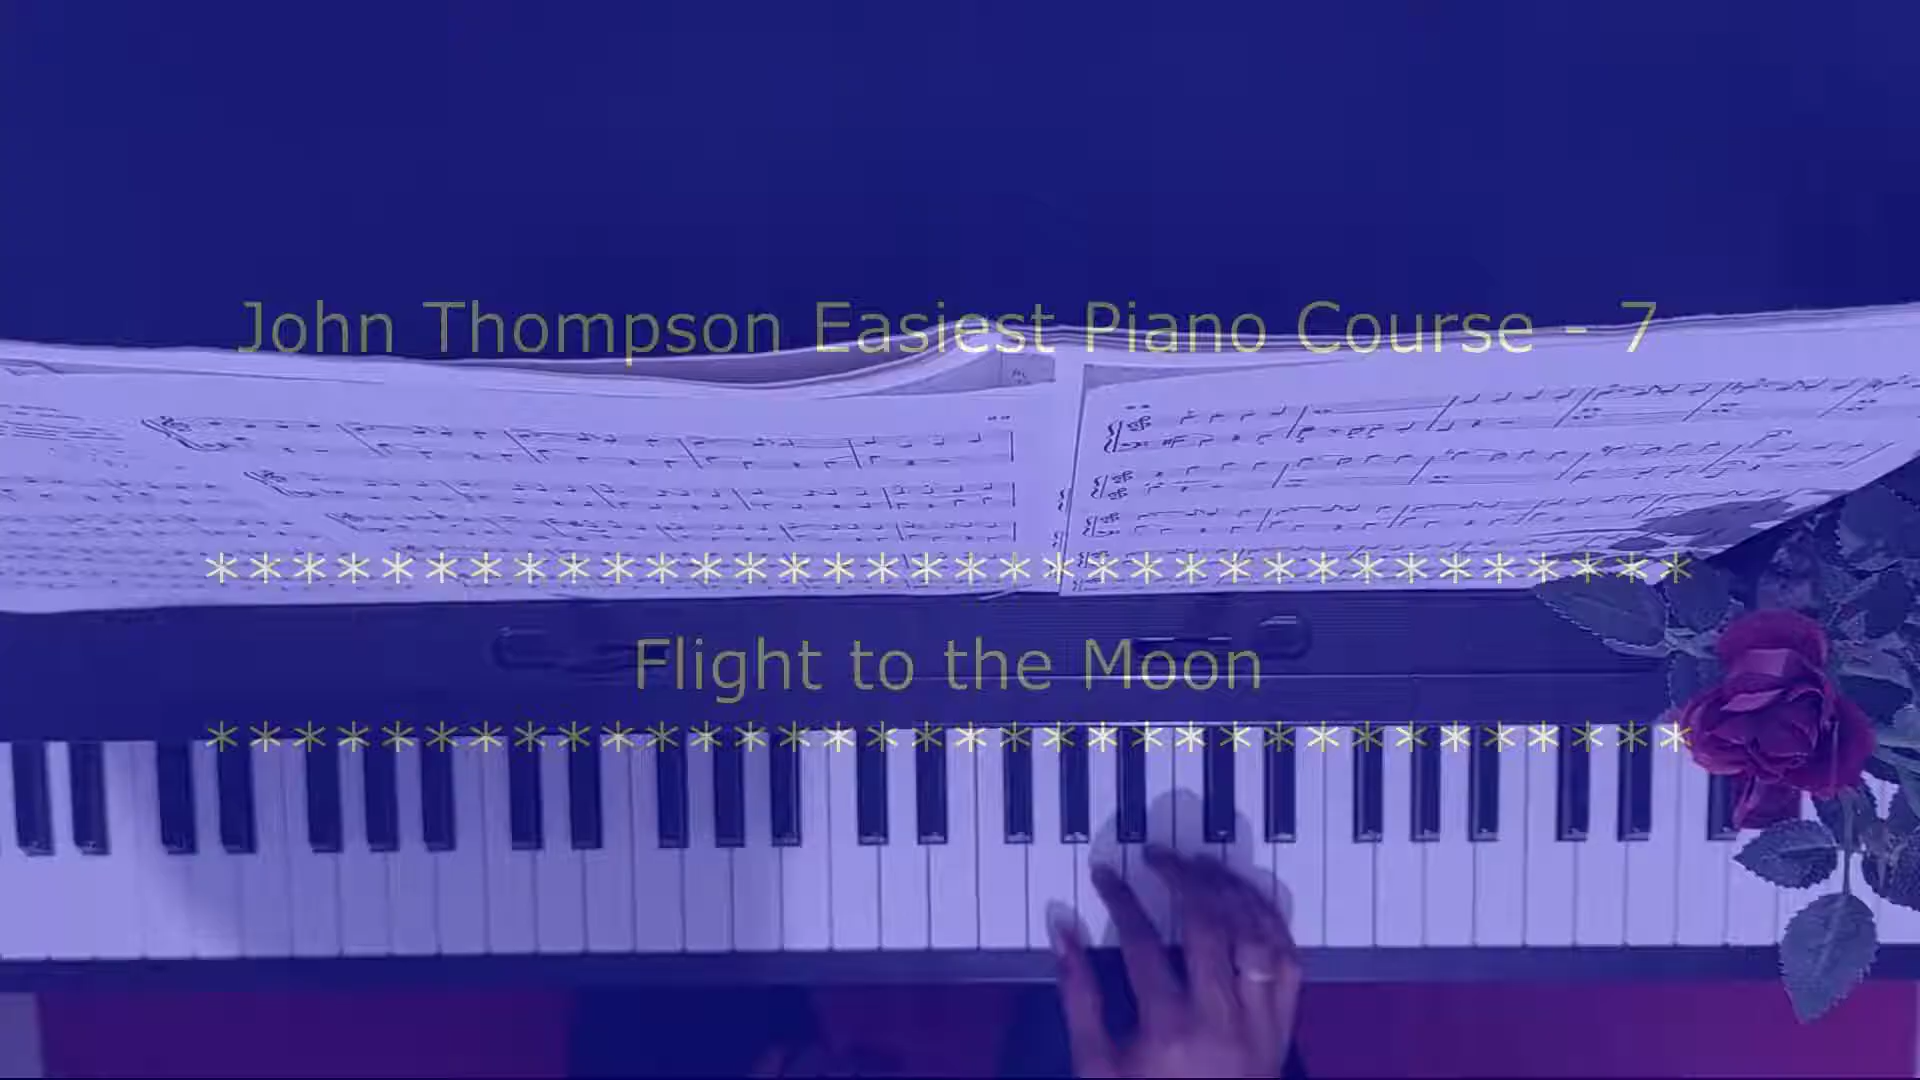 John Thompson Easiest Piano Course - 7
* * * * * * * * * * * * * * * * * * * * * * * * * * * * * * * * * *
Flight to the Moon
* * * * * * * * * * * * * * * * * * * * * * * * * * * * * * * * * *